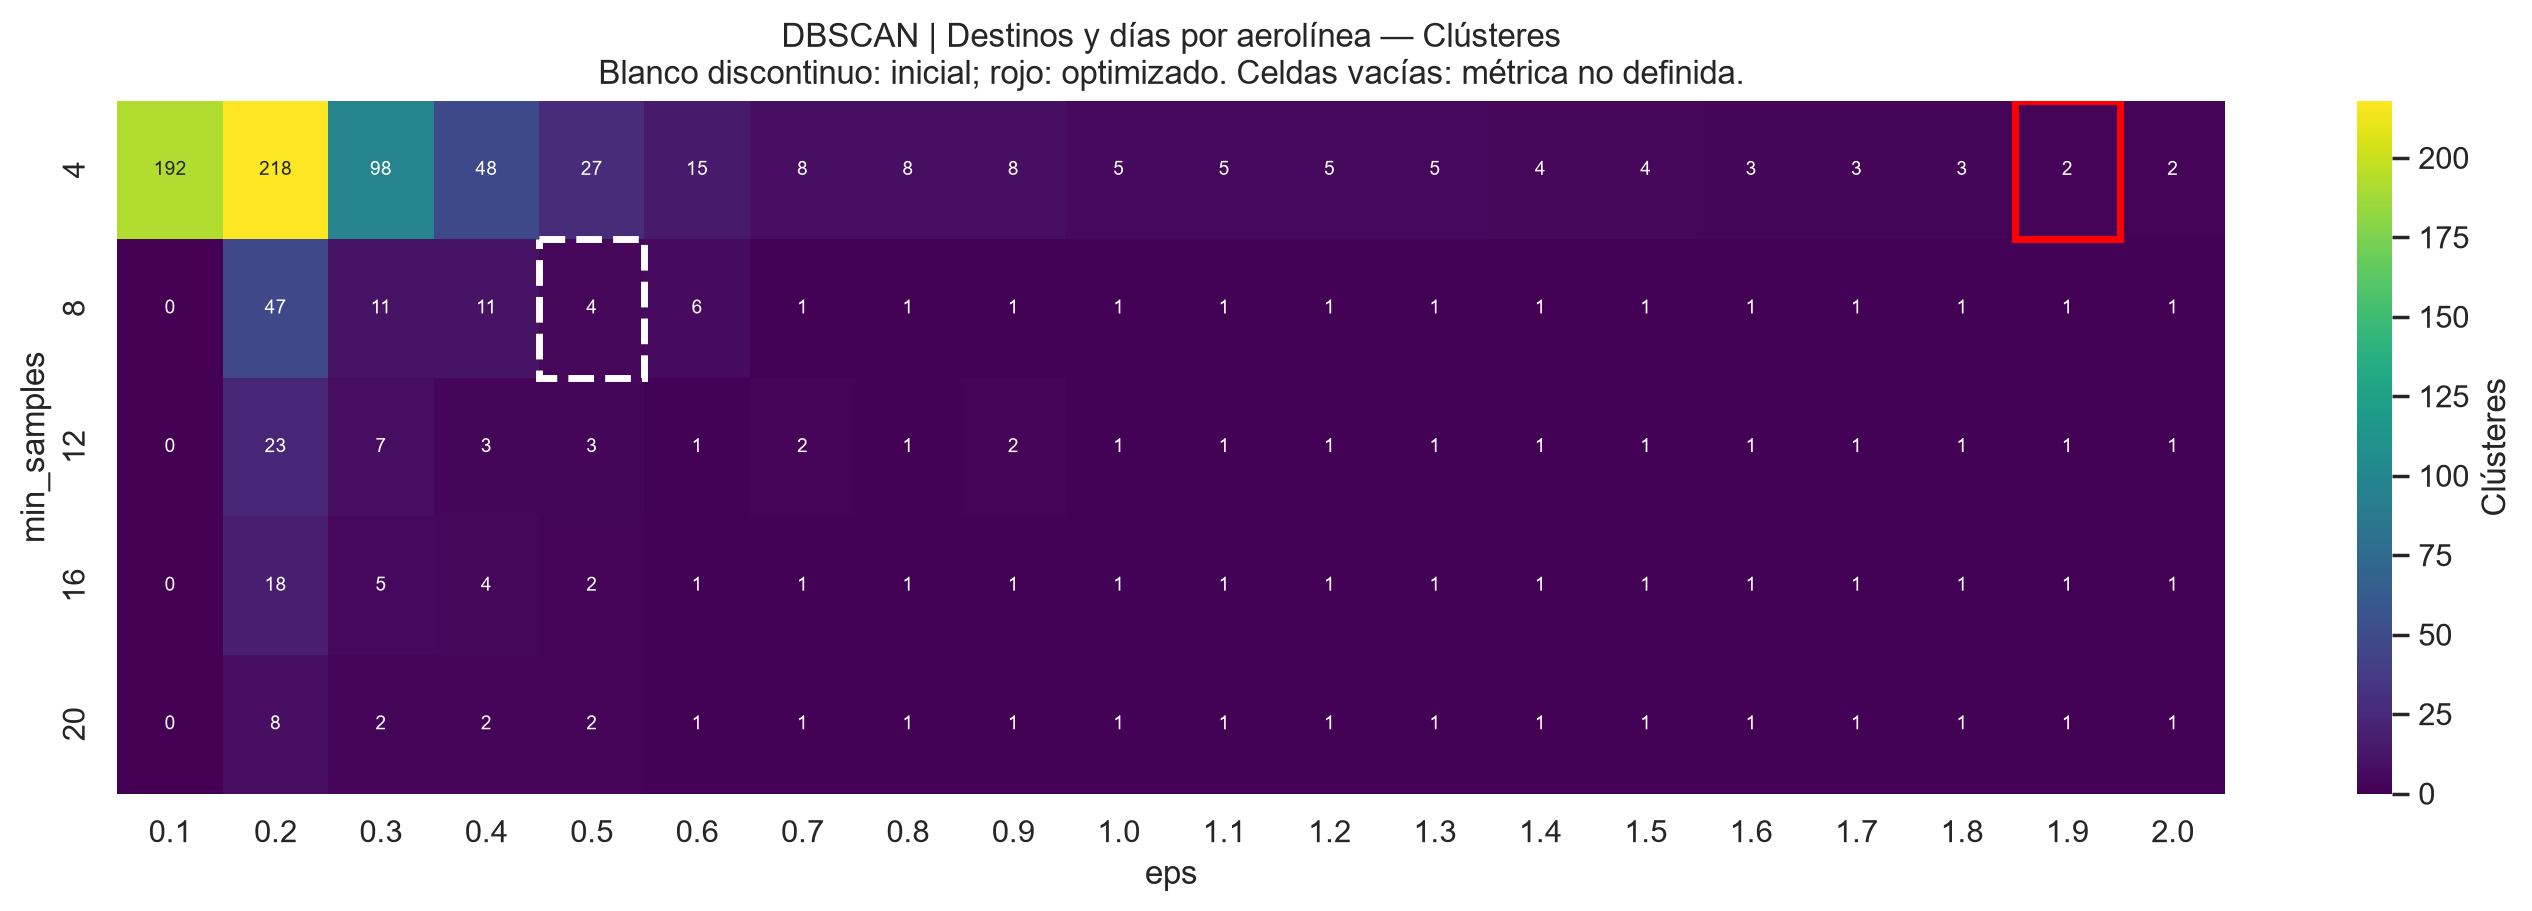 DBSCAN | Destinos y días por aerolínea — Clústeres
Blanco discontinuo: inicial; rojo: optimizado. Celdas vacías: métrica no definida.
min_samples
4 192 218 98 48 27 15 8 8 8 5 5 5 5 4 4 3 3 3 2 2
8 0 47 11 11 4 6 1 1 1 1 1 1 1 1 1 1 1 1 1 1
12 0 23 7 3 3 1 2 1 2 1 1 1 1 1 1 1 1 1 1 1
16 0 18 5 4 2 1 1 1 1 1 1 1 1 1 1 1 1 1 1 1
20 0 8 2 2 2 1 1 1 1 1 1 1 1 1 1 1 1 1 1 1
0.1 0.2 0.3 0.4 0.5 0.6 0.7 0.8 0.9 1.0 1.1 1.2 1.3 1.4 1.5 1.6 1.7 1.8 1.9 2.0
eps
200
175
150
125
100
75
50
25
0
Clústeres